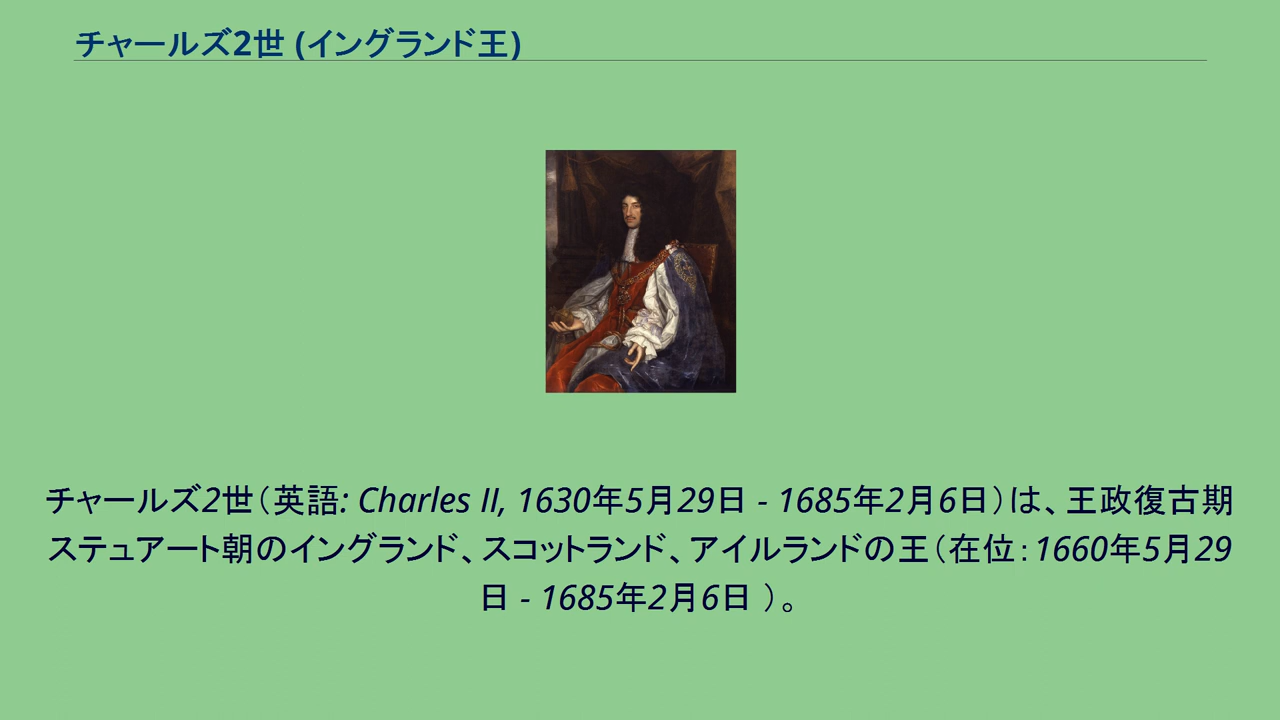 チャールズ2世 (イングランド王)
チャールズ2世（英語: Charles II, 1630年5月29日 - 1685年2月6日）は、王政復古期
ステュアート朝のイングランド、スコットランド、アイルランドの王（在位：1660年5月29
日 - 1685年2月6日 ）。